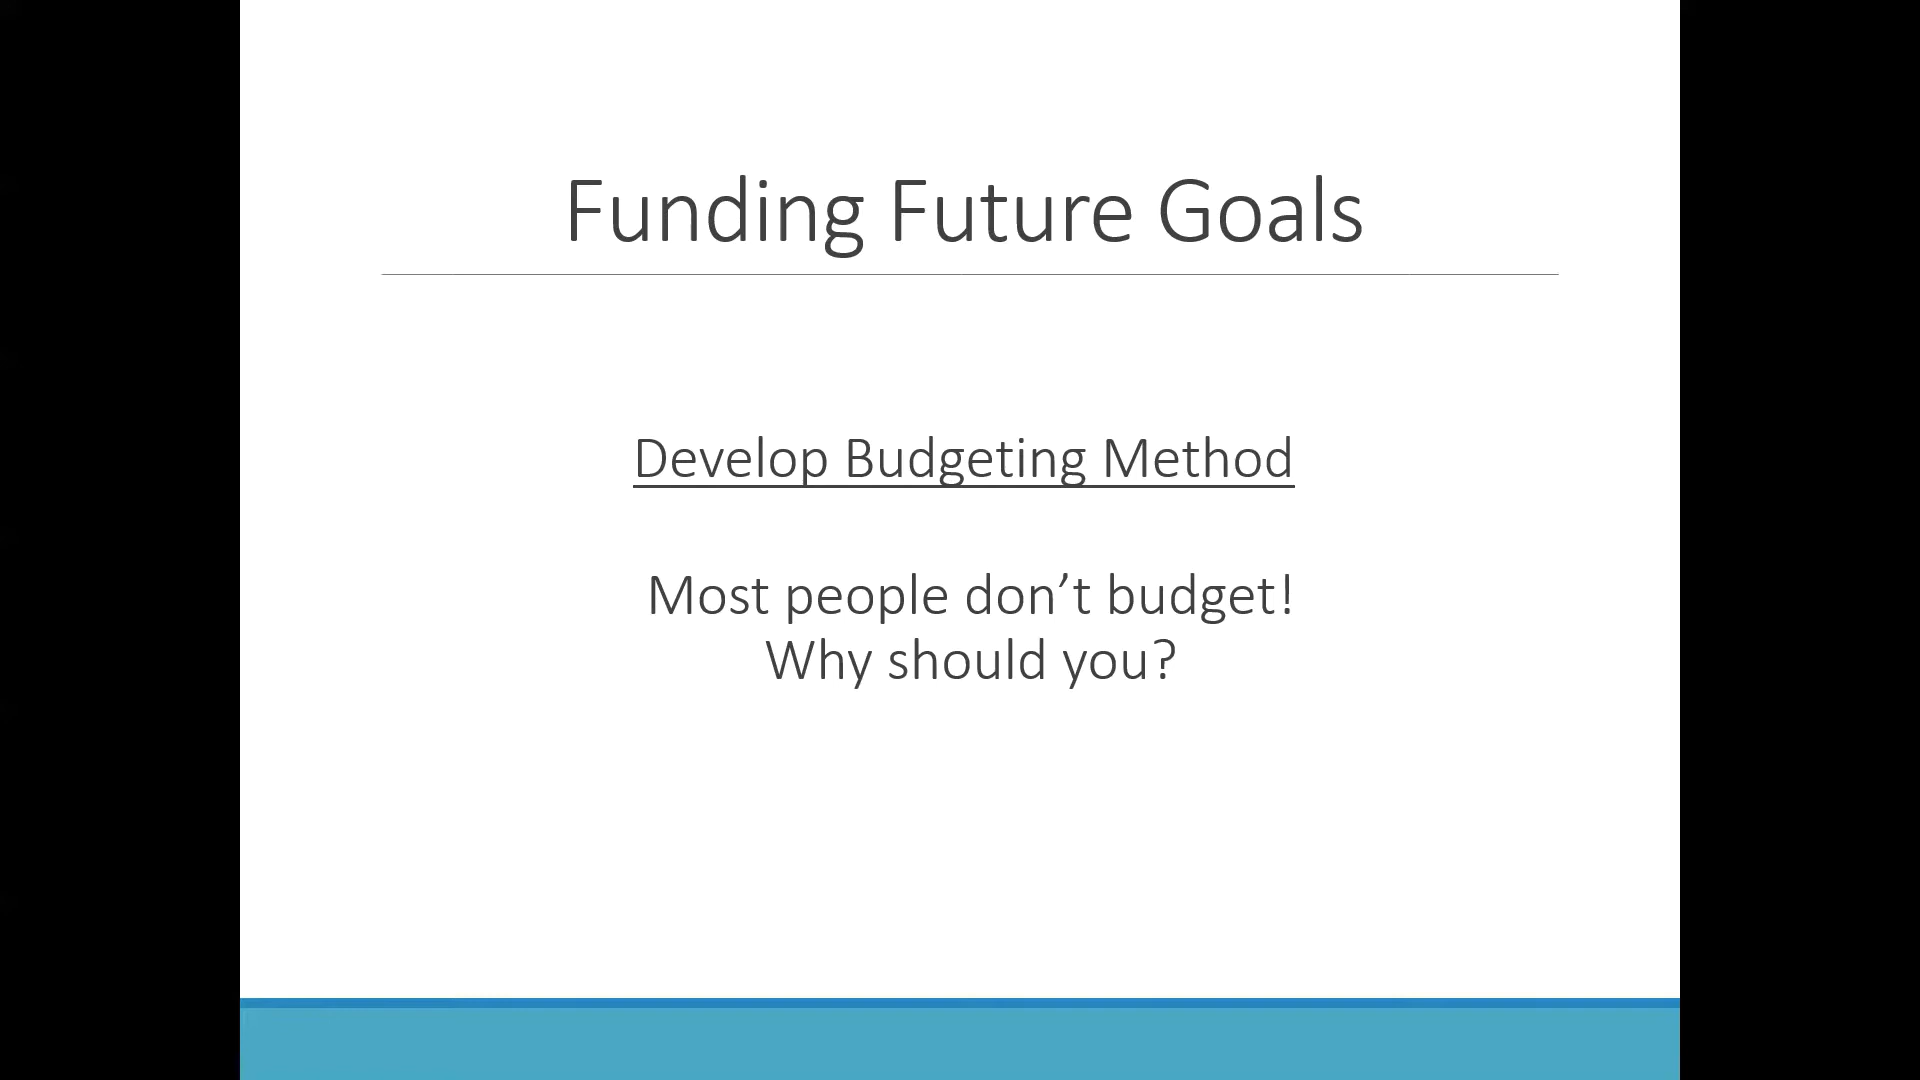 Funding Future Goals
Develop Budgeting Method
Most people don’t budget!
Why should you?